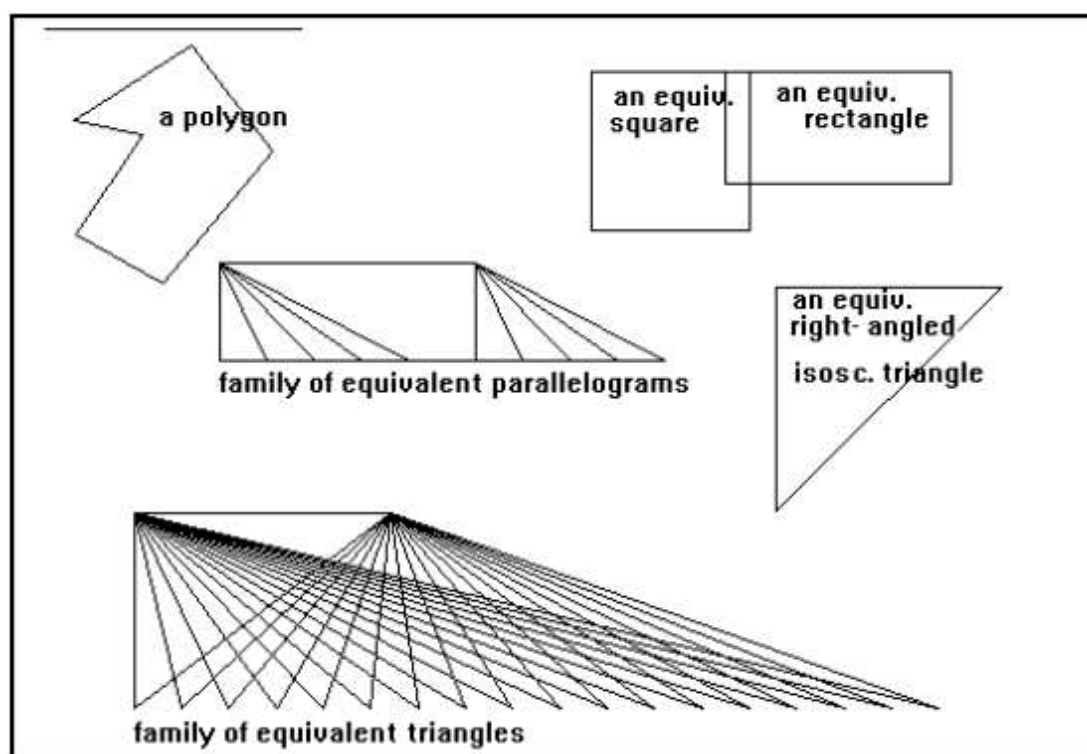 a polygon
an equiv.
square
an equiv.
rectangle
family of equivalent parallelograms
an equiv.
right- angled
isosc. triangle
family of equivalent triangles